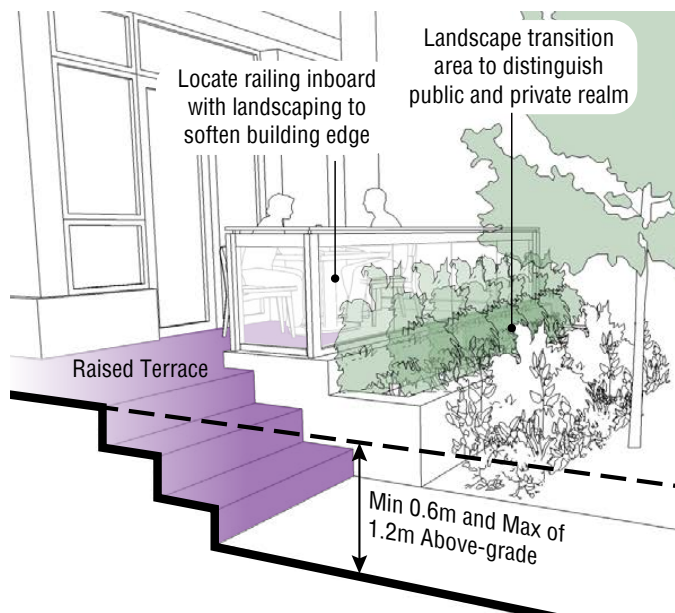 Locate railing inboard
with landscaping to
soften building edge
Landscape transition
area to distinguish
public and private realm
Raised Terrace
Min 0.6m and Max of
1.2m Above-grade